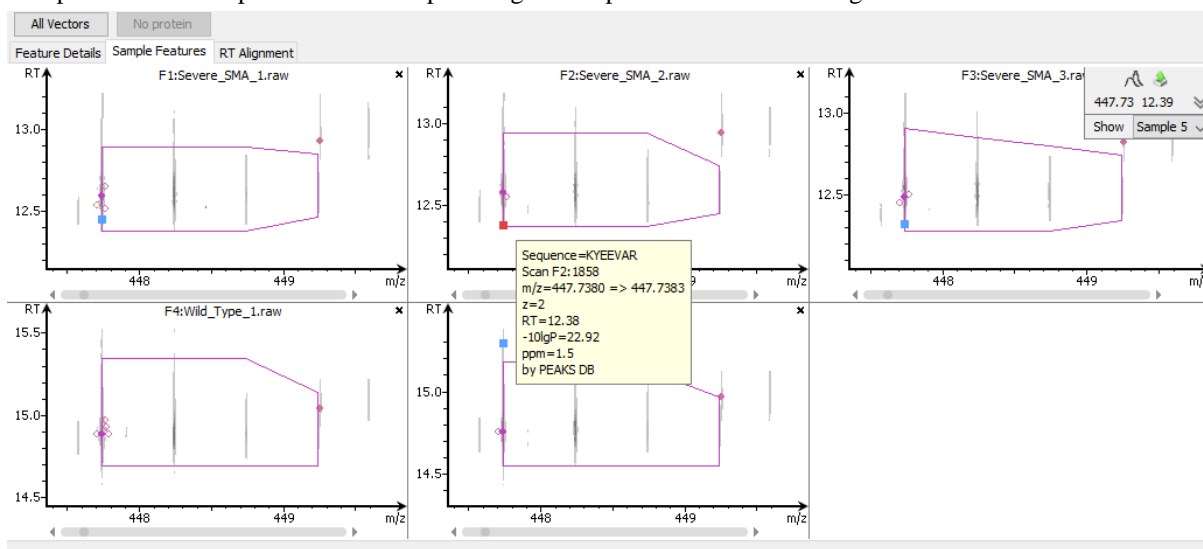 All Vectors No protein
Feature Details Sample Features RT Alignment
RT F1:Severe_SMA_1.raw ×
13.0
12.5
448 449 m/z
RT F2:Severe_SMA_2.raw ×
13.0
12.5
448 449 m/z
RT F3:Severe_SMA_3.raw
13.0
12.5
448 449 m/z
447.73 12.39
Show Sample 5
Sequence=KYEEVAR
Scan F2:1858
m/z=447.7380 => 447.7383
z=2
RT=12.38
-10lgP=22.92
ppm=1.5
by PEAKS DB
RT F4:Wild_Type_1.raw ×
15.5
15.0
14.5
448 449 m/z
RT ×
15.0
14.5
448 449 m/z